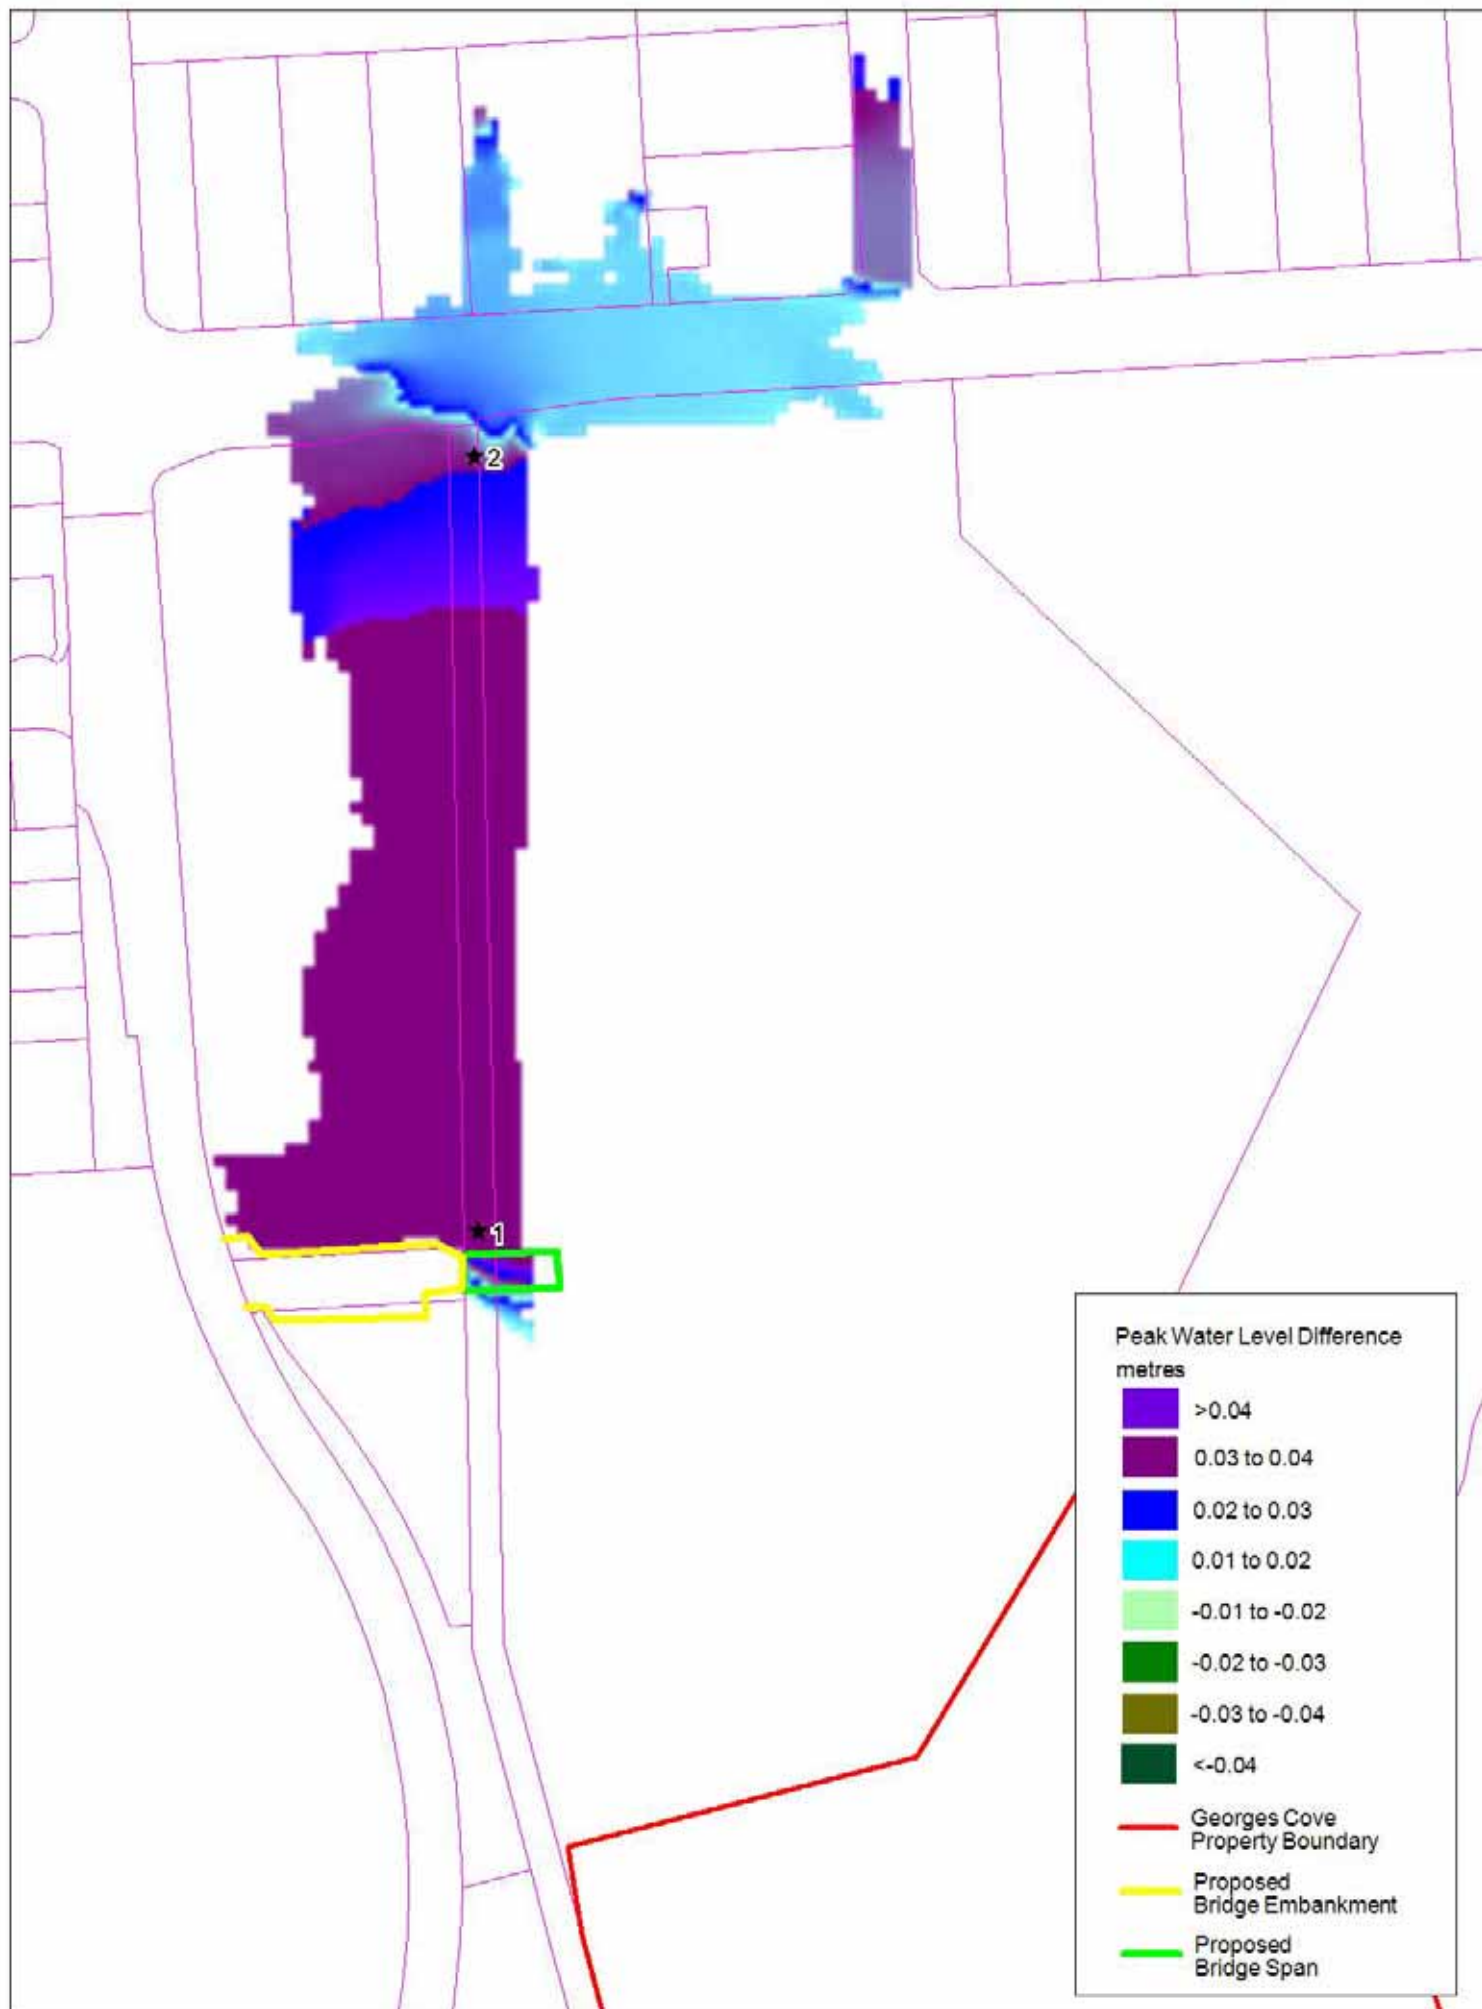 2
1
Peak Water Level Difference
metres
>0.04
0.03 to 0.04
0.02 to 0.03
0.01 to 0.02
-0.01 to -0.02
-0.02 to -0.03
-0.03 to -0.04
<-0.04
Georges Cove
Property Boundary
Proposed
Bridge Embankment
Proposed
Bridge Span